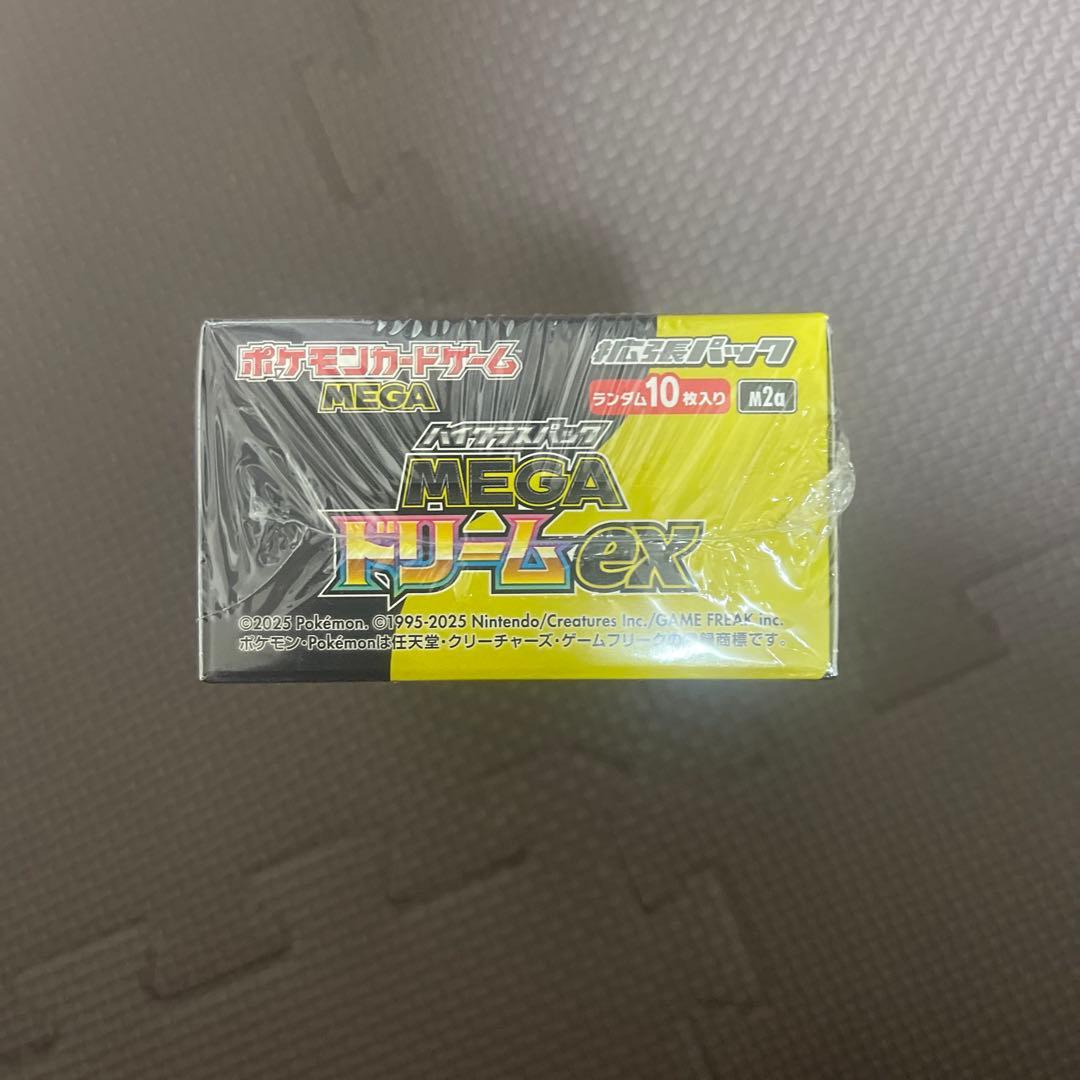 ポケモンカードゲーム
MEGA
拡張パック
ランダム10枚入り M2a
ハイクラスパック
MEGA
ドリームex
©2025 Pokémon. ©1995-2025 Nintendo/Creatures Inc./GAME FREAK inc.
ポケモン・Pokémonは任天堂・クリーチャーズ・ゲームフリークの登録商標です。